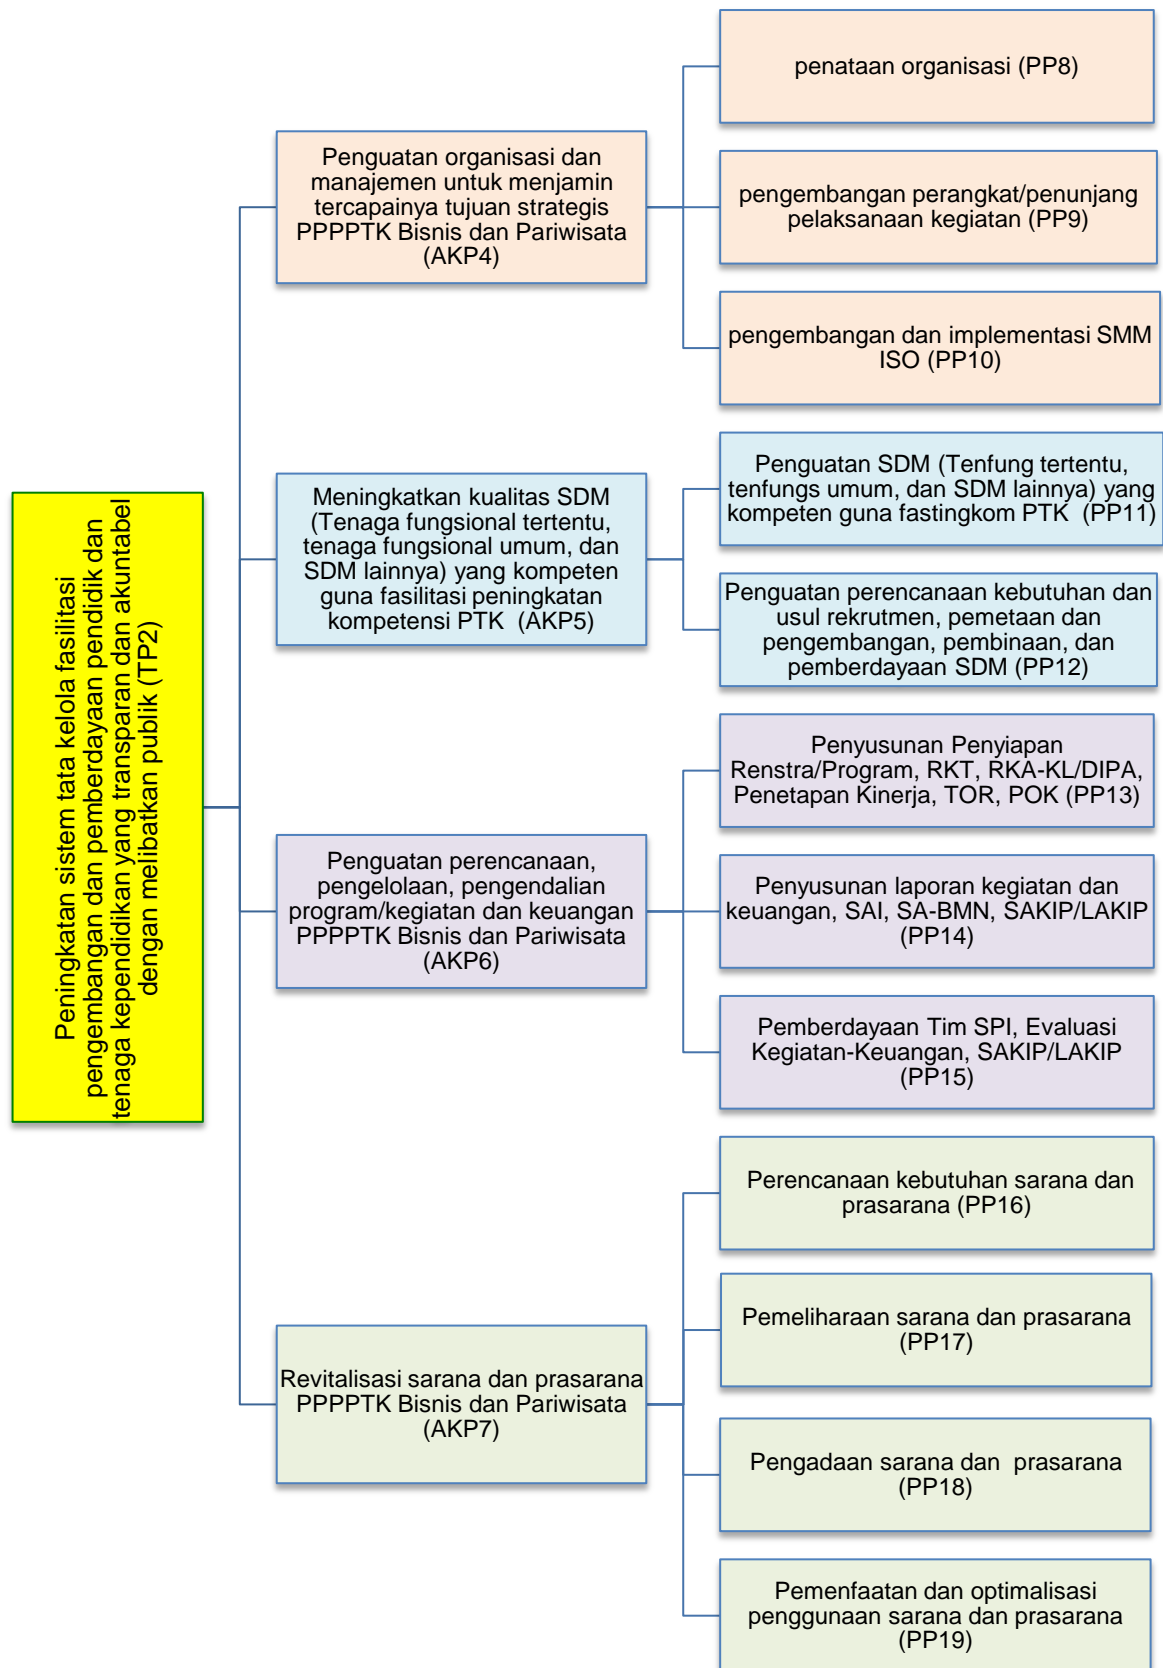 Peningkatan sistem tata kelola fasilitasi
pengembangan dan pemberdayaan pendidik dan
tenaga kependidikan yang transparan dan akuntabel
dengan melibatkan publik (TP2)
Penguatan organisasi dan
manajemen untuk menjamin
tercapainya tujuan strategis
PPPPTK Bisnis dan Pariwisata
(AKP4)
penataan organisasi (PP8)
pengembangan perangkat/penunjang
pelaksanaan kegiatan (PP9)
pengembangan dan implementasi SMM
ISO (PP10)
Meningkatkan kualitas SDM
(Tenaga fungsional tertentu,
tenaga fungsional umum, dan
SDM lainnya) yang kompeten
guna fasilitasi peningkatan
kompetensi PTK (AKP5)
Penguatan SDM (Tenfung tertentu,
tenfungs umum, dan SDM lainnya) yang
kompeten guna fastingkom PTK (PP11)
Penguatan perencanaan kebutuhan dan
usul rekrutmen, pemetaan dan
pengembangan, pembinaan, dan
pemberdayaan SDM (PP12)
Penguatan perencanaan,
pengelolaan, pengendalian
program/kegiatan dan keuangan
PPPPTK Bisnis dan Pariwisata
(AKP6)
Penyusunan Penyiapan
Renstra/Program, RKT, RKA-KL/DIPA,
Penetapan Kinerja, TOR, POK (PP13)
Penyusunan laporan kegiatan dan
keuangan, SAI, SA-BMN, SAKIP/LAKIP
(PP14)
Pemberdayaan Tim SPI, Evaluasi
Kegiatan-Keuangan, SAKIP/LAKIP
(PP15)
Revitalisasi sarana dan prasarana
PPPPTK Bisnis dan Pariwisata
(AKP7)
Perencanaan kebutuhan sarana dan
prasarana (PP16)
Pemeliharaan sarana dan prasarana
(PP17)
Pengadaan sarana dan prasarana
(PP18)
Pemenfaatan dan optimalisasi
penggunaan sarana dan prasarana
(PP19)